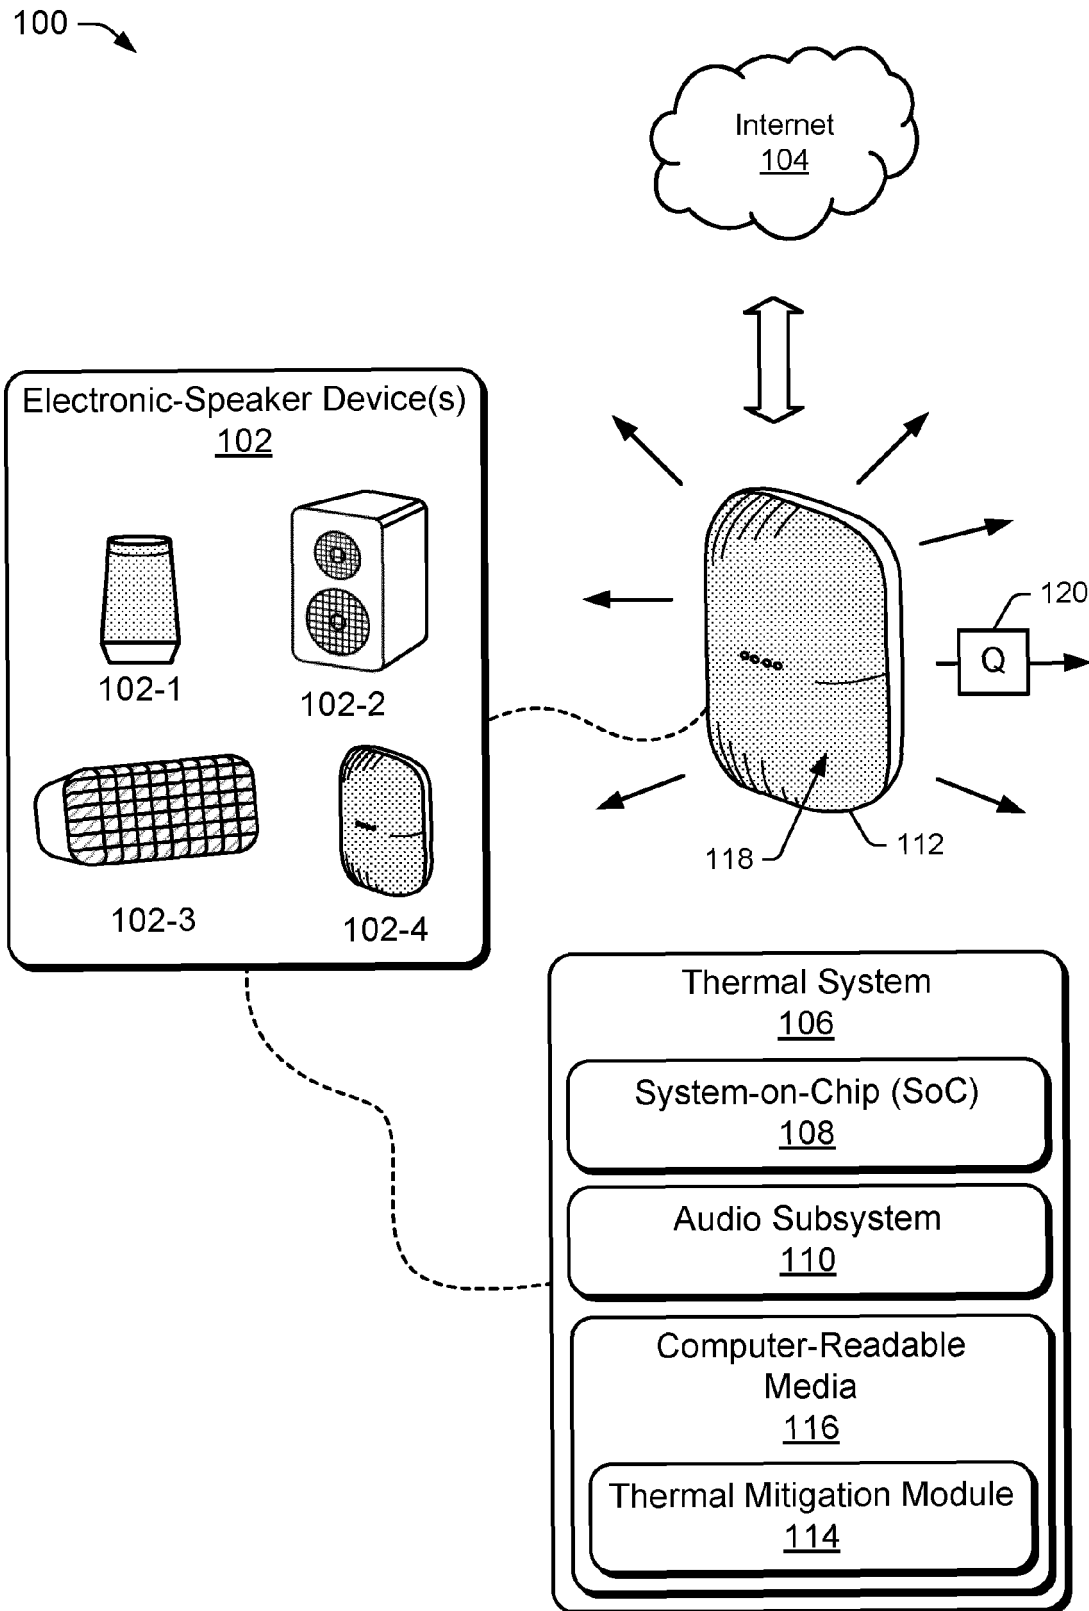 100
Internet
104
Electronic-Speaker Device(s)
102
102-1
102-2
102-3
102-4
120
Q
118
112
Thermal System
106
System-on-Chip (SoC)
108
Audio Subsystem
110
Computer-Readable
Media
116
Thermal Mitigation Module
114